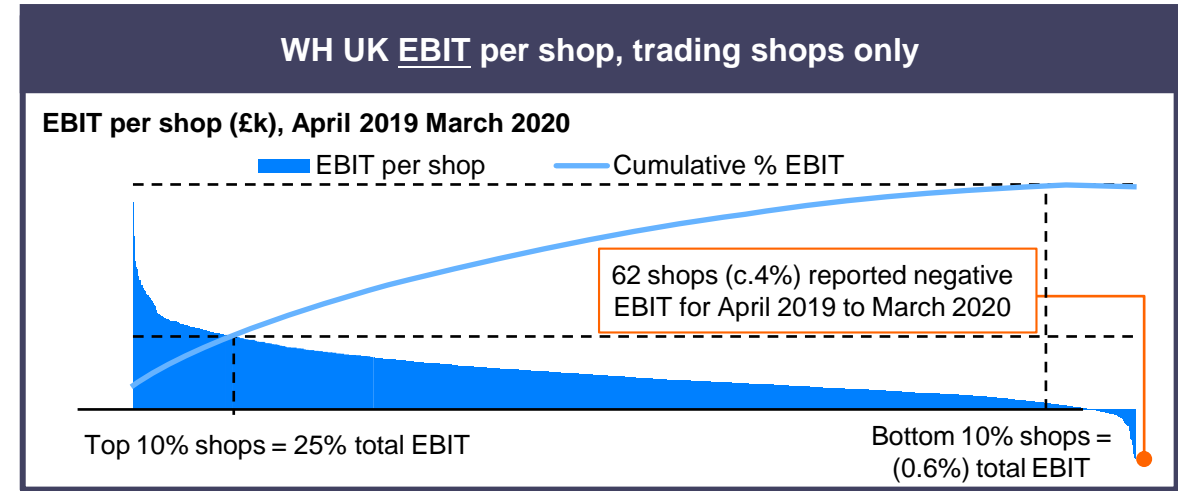 WH UK EBIT per shop, trading shops only
EBIT per shop (£k), April 2019 March 2020
EBIT per shop
Cumulative % EBIT
62 shops (c.4%) reported negative
EBIT for April 2019 to March 2020
Top 10% shops = 25% total EBIT
Bottom 10% shops =
(0.6%) total EBIT